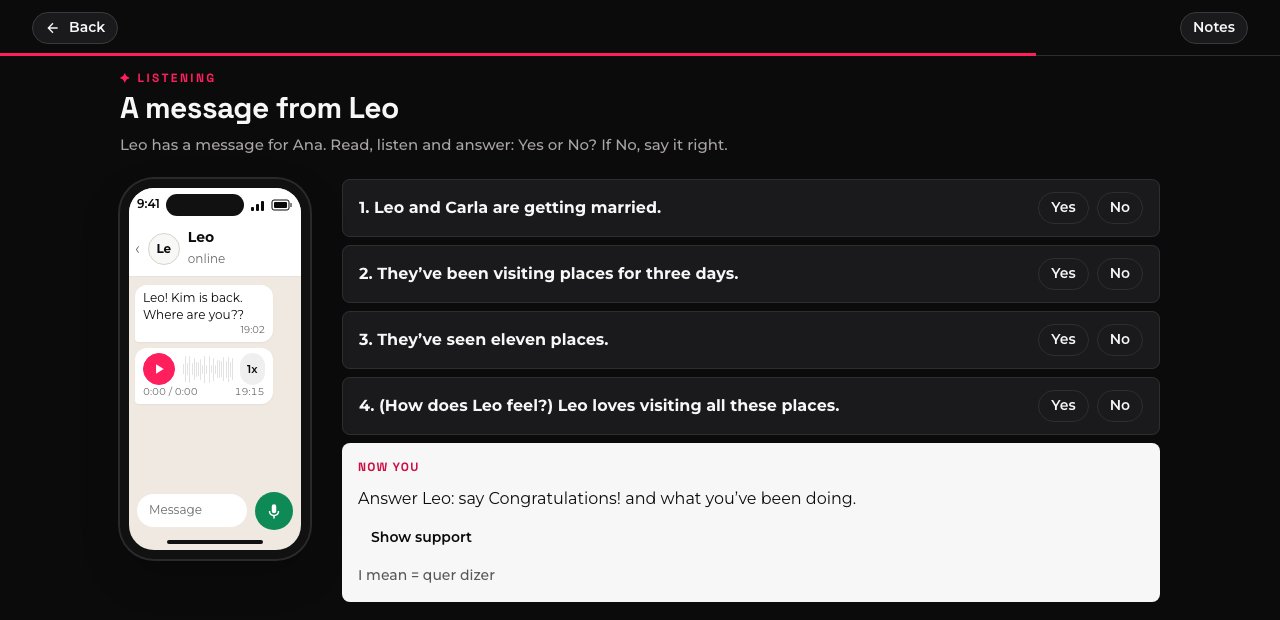 ← Back
Notes
✦ LISTENING
A message from Leo
Leo has a message for Ana. Read, listen and answer: Yes or No? If No, say it right.
9:41
‹ Le
Leo
online
Leo! Kim is back.
Where are you??
19:02
1x
0:00 / 0:00 19:15
Message
1. Leo and Carla are getting married. Yes No
2. They’ve been visiting places for three days. Yes No
3. They’ve seen eleven places. Yes No
4. (How does Leo feel?) Leo loves visiting all these places. Yes No
NOW YOU
Answer Leo: say Congratulations! and what you’ve been doing.
Show support
I mean = quer dizer